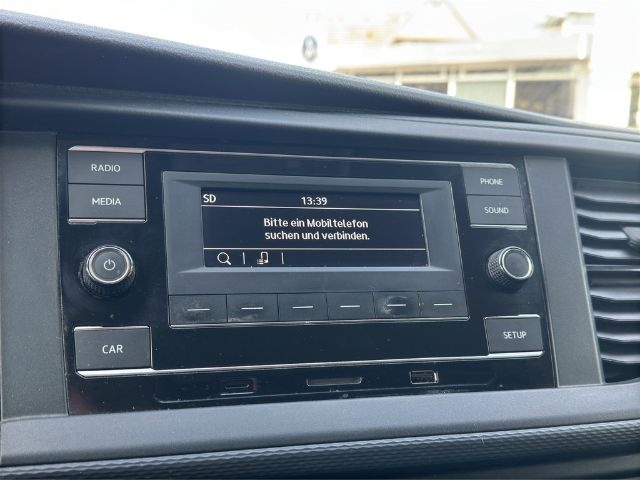 RADIO
MEDIA
SD
13:39
Bitte ein Mobiltelefon
suchen und verbinden.
PHONE
SOUND
CAR
SETUP